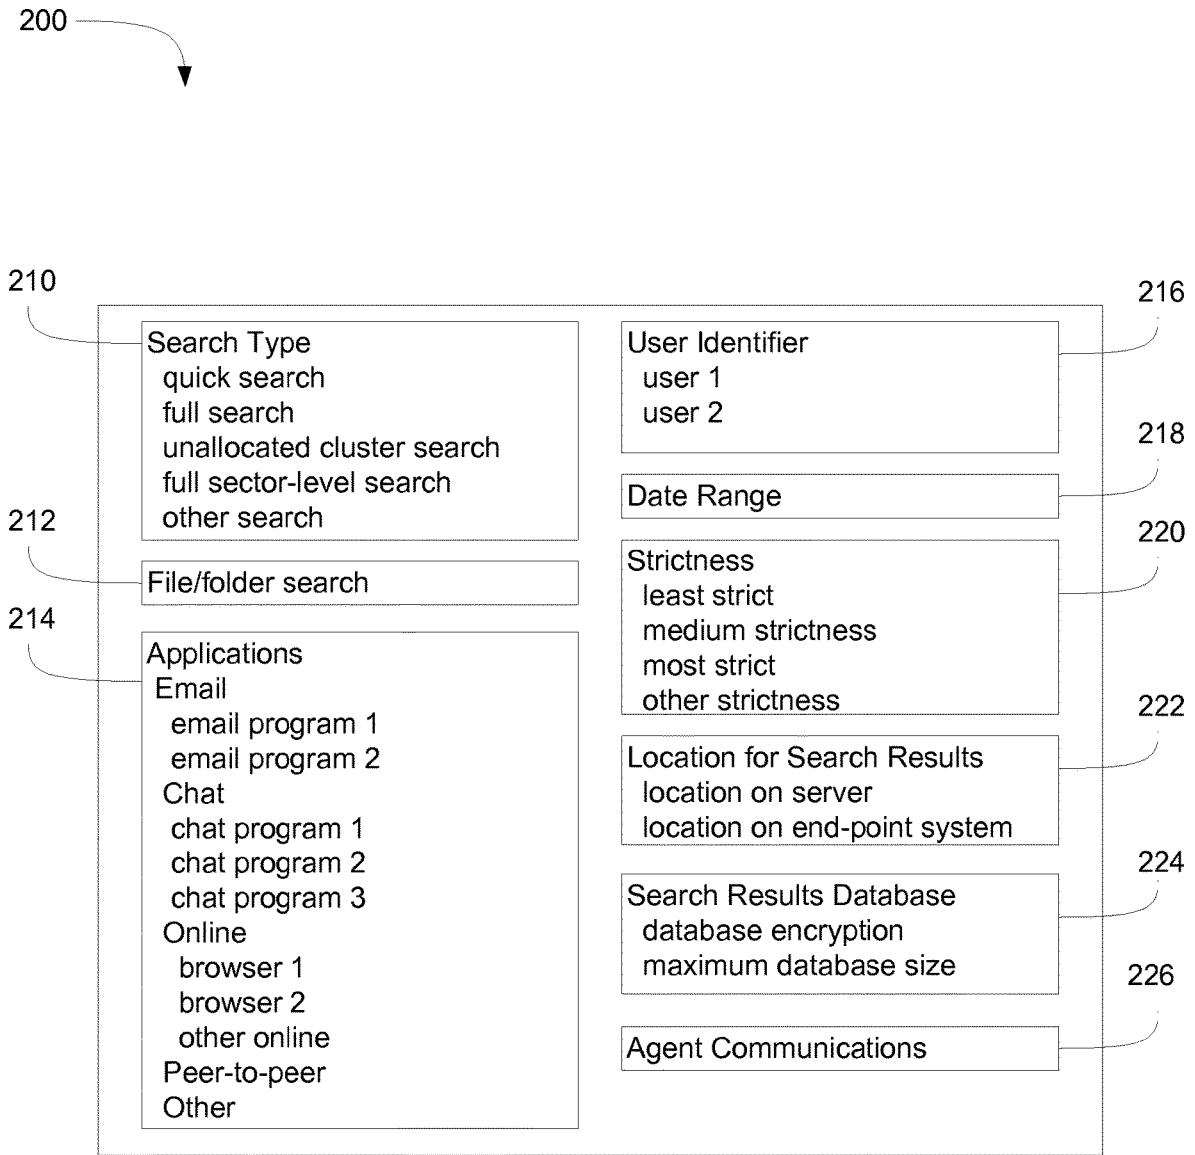 200
210
Search Type
quick search
full search
unallocated cluster search
full sector-level search
other search
212
File/folder search
214
Applications
Email
email program 1
email program 2
Chat
chat program 1
chat program 2
chat program 3
Online
browser 1
browser 2
other online
Peer-to-peer
Other
216
User Identifier
user 1
user 2
218
Date Range
220
Strictness
least strict
medium strictness
most strict
other strictness
222
Location for Search Results
location on server
location on end-point system
224
Search Results Database
database encryption
maximum database size
226
Agent Communications